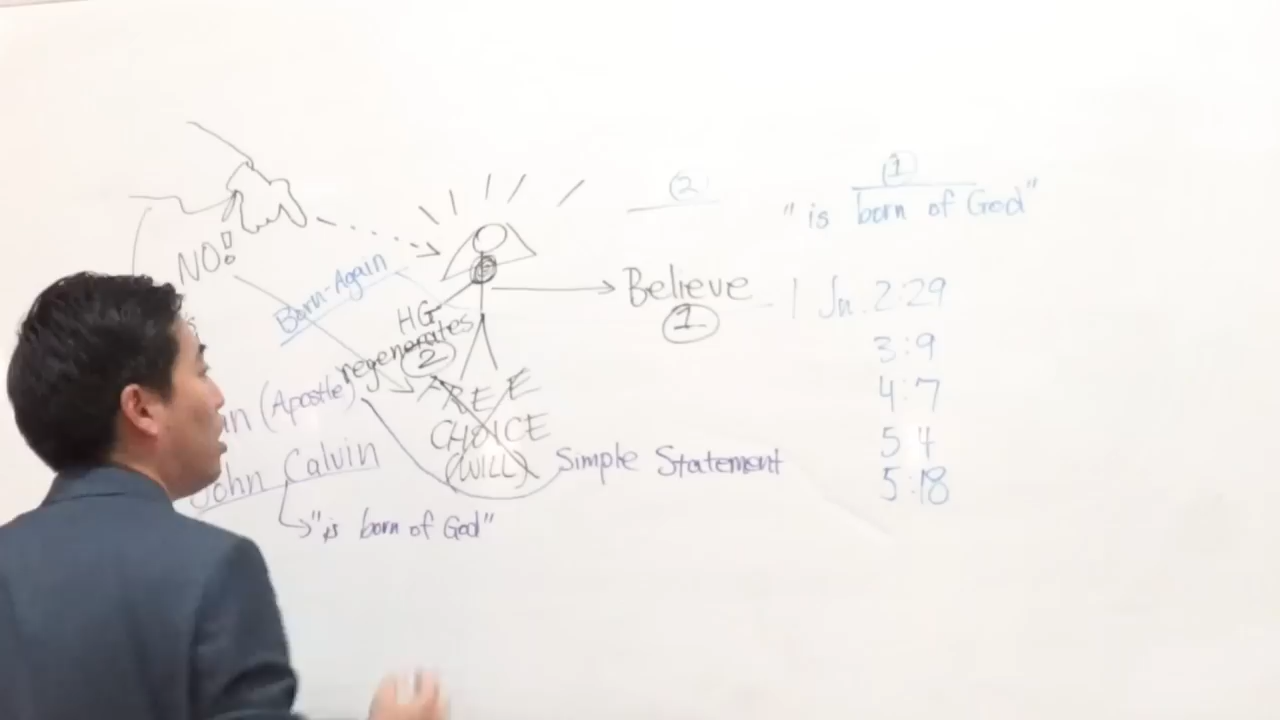 NO!
Born-Again
HG
regenerates
2
(Apostle)
John Calvin
"is born of God"
FREE
CHOICE
(WILL)
Simple Statement
Believe
1
2
1
"is born of God"
1 Jn. 2:29
3:9
4:7
5 4
5:18